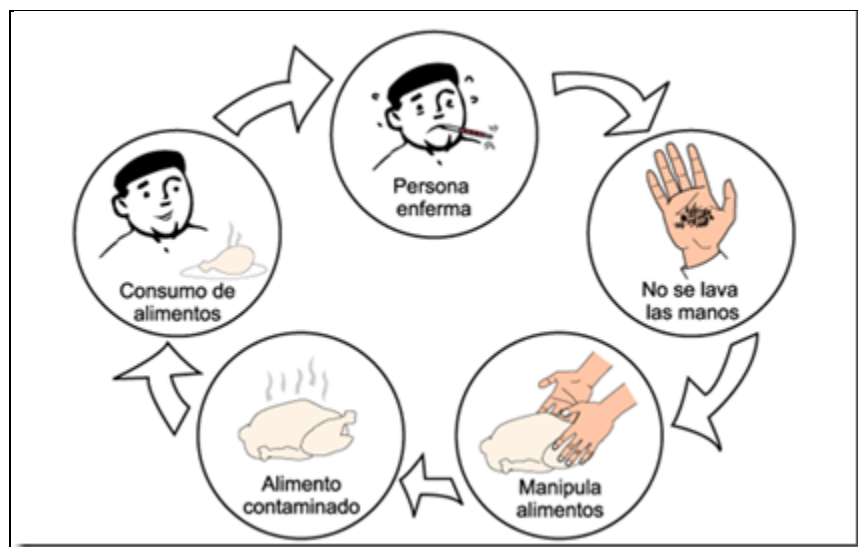 Persona
enferma
No se lava
las manos
Manipula
alimentos
Alimento
contaminado
Consumo de
alimentos